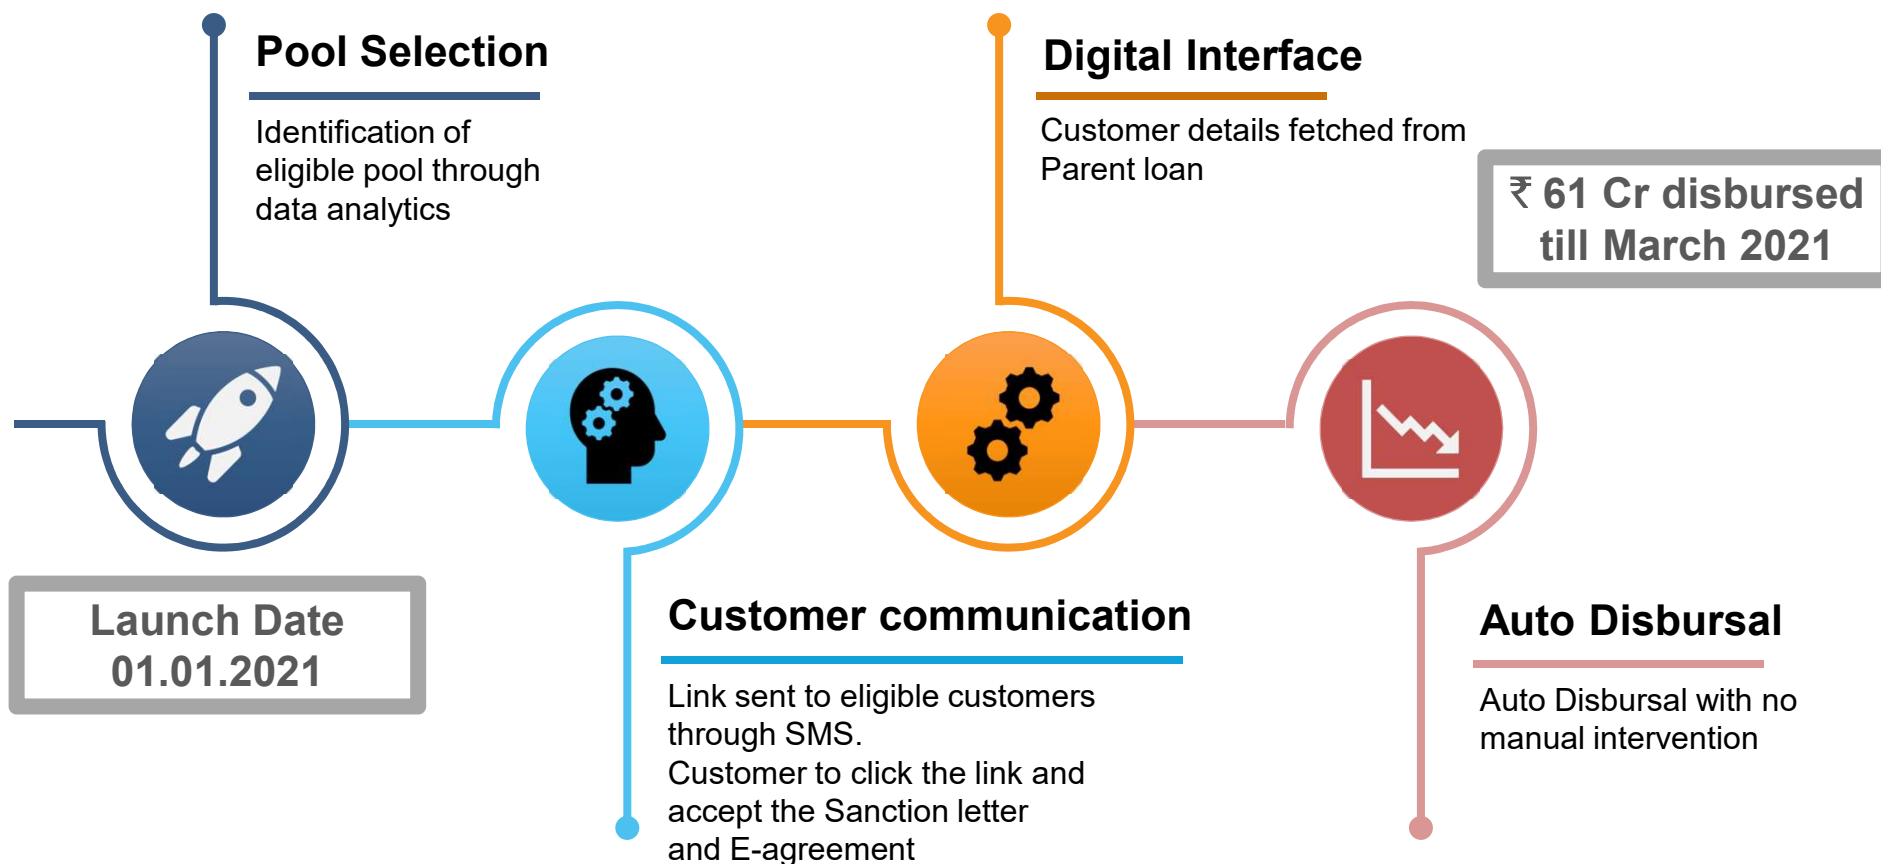 Pool Selection
Identification of
eligible pool through
data analytics
Digital Interface
Customer details fetched from
Parent loan
₹ 61 Cr disbursed
till March 2021
Launch Date
01.01.2021
Customer communication
Link sent to eligible customers
through SMS.
Customer to click the link and
accept the Sanction letter
and E-agreement
Auto Disbursal
Auto Disbursal with no
manual intervention